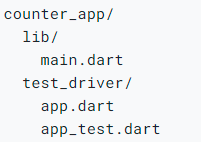 counter_app/
  lib/
    main.dart
  test_driver/
    app.dart
    app_test.dart